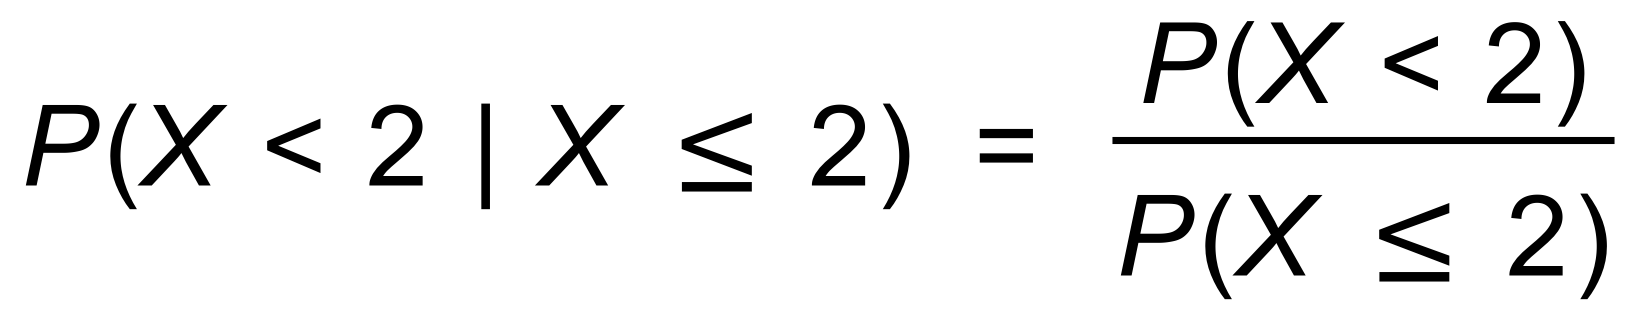 P(X < 2 | X ≤ 2) = P(X < 2) / P(X ≤ 2)